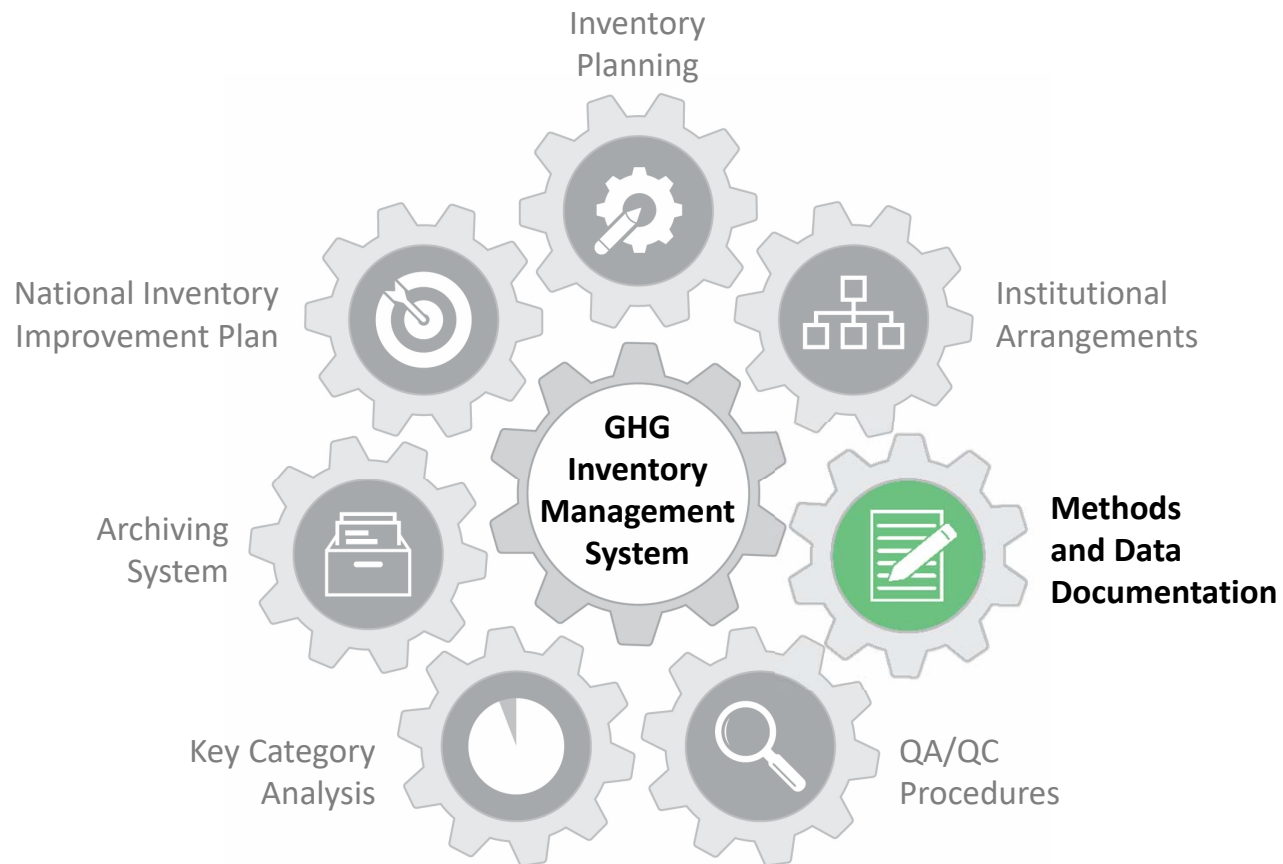 Inventory
Planning
National Inventory
Improvement Plan
Institutional
Arrangements
GHG
Inventory
Management
System
Archiving
System
Methods
and Data
Documentation
Key Category
Analysis
QA/QC
Procedures